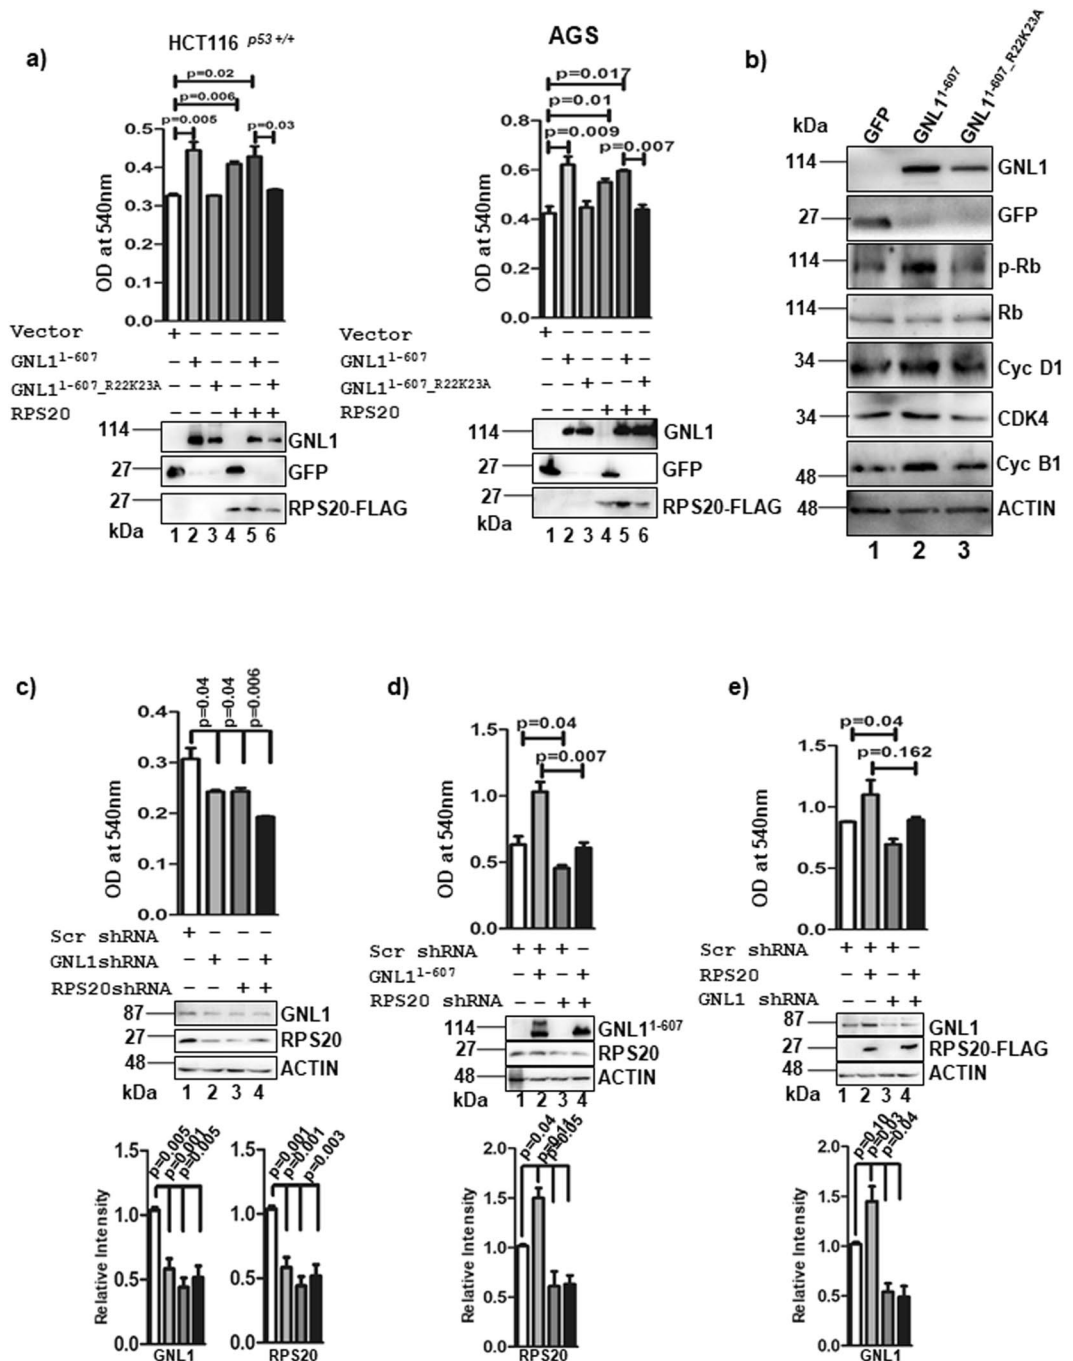 a)
HCT116 p53 +/+
p=0.02
p=0.006
p=0.005
p=0.03
OD at 540nm
0.5
0.4
0.3
0.2
0.1
0.0
Vector + – – – – –
GNL1 1-607 – + – – + –
GNL1 1-607_R22K23A – – + – – +
RPS20 – – – + + +
114 GNL1
27 GFP
27 RPS20-FLAG
kDa 1 2 3 4 5 6
AGS
p=0.017
p=0.01
p=0.009
p=0.007
OD at 540nm
0.8
0.6
0.4
0.2
0.0
Vector + – – – – –
GNL1 1-607 – + – – + –
GNL1 1-607_R22K23A – – + – – +
RPS20 – – – + + +
114 GNL1
27 GFP
27 RPS20-FLAG
kDa 1 2 3 4 5 6
b)
kDa GFP GNL1 1-607 GNL1 1-607_R22K23A
114 GNL1
27 GFP
114 p-Rb
114 Rb
34 Cyc D1
34 CDK4
48 Cyc B1
48 ACTIN
1 2 3
c)
p=0.04 p=0.04 p=0.006
OD at 540nm
0.4
0.3
0.2
0.1
0.0
Scr shRNA + – – –
GNL1shRNA – + – +
RPS20shRNA – – + +
87 GNL1
27 RPS20
48 ACTIN
kDa 1 2 3 4
p=0.005
p=0.001
p=0.005
Relative Intensity
1.5
1.0
0.5
0.0
GNL1
p=0.001
p=0.001
p=0.003
1.5
1.0
0.5
0.0
RPS20
d)
p=0.04
p=0.007
OD at 540nm
1.5
1.0
0.5
0.0
Scr shRNA + + + –
GNL1 1-607 – + – +
RPS20 shRNA – – + +
114 GNL1 1-607
27 RPS20
48 ACTIN
kDa 1 2 3 4
p=0.04
p=0.11
p=0.05
Relative Intensity
2.0
1.5
1.0
0.5
0.0
RPS20
e)
p=0.04
p=0.162
OD at 540nm
1.5
1.0
0.5
0.0
Scr shRNA + + + –
RPS20 – + – +
GNL1 shRNA – – + +
87 GNL1
27 RPS20-FLAG
48 ACTIN
kDa 1 2 3 4
p=0.10
p=0.03
p=0.04
Relative Intensity
2.0
1.5
1.0
0.5
0.0
GNL1